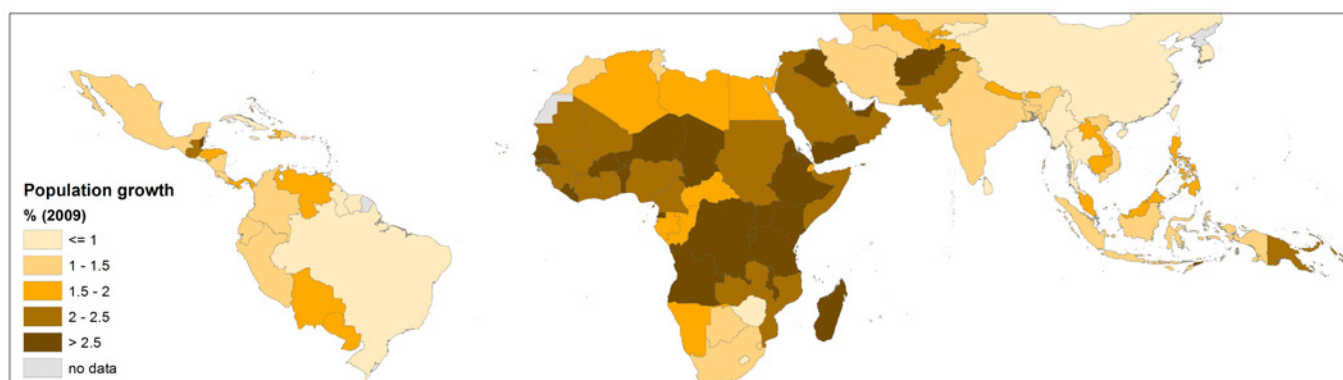 Population growth
% (2009)
<= 1
1 - 1.5
1.5 - 2
2 - 2.5
> 2.5
no data